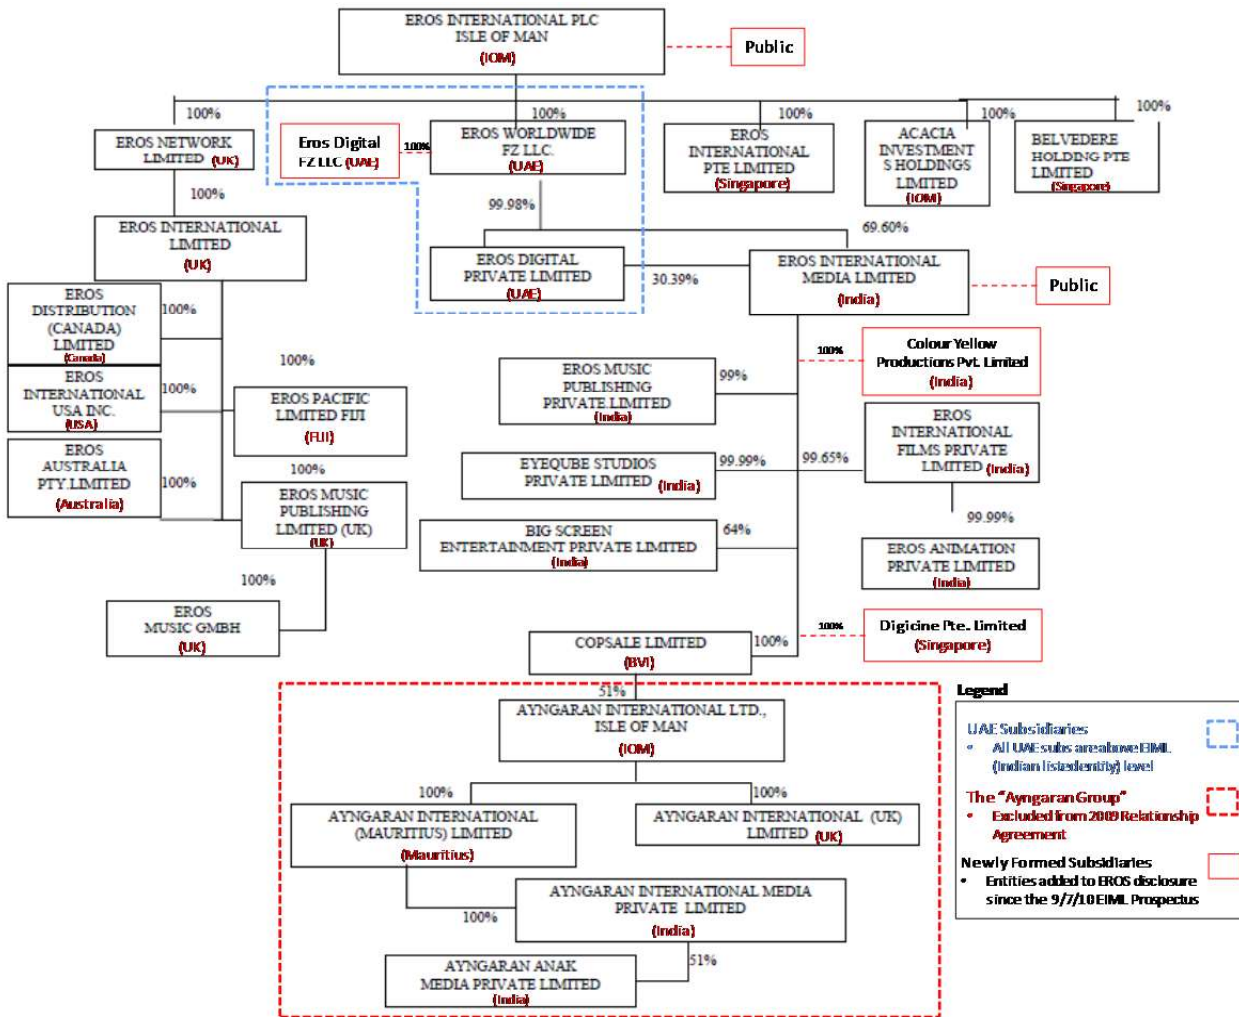 EROS INTERNATIONAL PLC
ISLE OF MAN
(IOM)
Public
100%
100%
100%
100%
100%
EROS NETWORK
LIMITED (UK)
Eros Digital
FZ LLC (UAE)
100%
EROS WORLDWIDE
FZ LLC.
(UAE)
EROS
INTERNATIONAL
PTE LIMITED
(Singapore)
ACACIA
INVESTMENT
S HOLDINGS
LIMITED
(IOM)
BELVEDERE
HOLDING PTE
LIMITED
(Singapore)
100%
99.98%
69.60%
EROS INTERNATIONAL
LIMITED
(UK)
EROS DIGITAL
PRIVATE LIMITED
(UAE)
30.39%
EROS INTERNATIONAL
MEDIA LIMITED
(India)
Public
EROS
DISTRIBUTION
(CANADA)
LIMITED
(Canada)
100%
100%
Colour Yellow
Productions Pvt. Limited
(India)
100%
EROS MUSIC
PUBLISHING
PRIVATE.LIMITED
(India)
99%
EROS
INTERNATIONAL
USA INC.
(USA)
100%
EROS PACIFIC
LIMITED FIJI
(FIJI)
EROS
INTERNATIONAL
FILMS PRIVATE
LIMITED (India)
EROS
AUSTRALIA
PTY.LIMITED
(Australia)
100%
100%
EYEQUBE STUDIOS
PRIVATE LIMITED (India)
99.99%
99.65%
EROS MUSIC
PUBLISHING
LIMITED (UK)
(UK)
99.99%
BIG SCREEN
ENTERTAINMENT PRIVATE LIMITED
(India)
64%
EROS ANIMATION
PRIVATE LIMITED
(India)
100%
EROS
MUSIC GMBH
(UK)
100%
Digicine Pte. Limited
(Singapore)
COPSALE LIMITED
(BVI)
100%
51%
AYNGARAN INTERNATIONAL LTD.,
ISLE OF MAN
(IOM)
100%
100%
AYNGARAN INTERNATIONAL
(MAURITIUS) LIMITED
(Mauritius)
AYNGARAN INTERNATIONAL (UK)
LIMITED (UK)
100%
AYNGARAN INTERNATIONAL MEDIA
PRIVATE LIMITED
(India)
51%
AYNGARAN ANAK
MEDIA PRIVATE LIMITED
(India)
Legend
UAE Subsidiaries
• All UAE subs are above EIML
(Indian listed entity) level
The "Ayngaran Group"
• Excluded from 2009 Relationship
Agreement
Newly Formed Subsidiaries
• Entities added to EROS disclosure
since the 9/7/10 EIML Prospectus